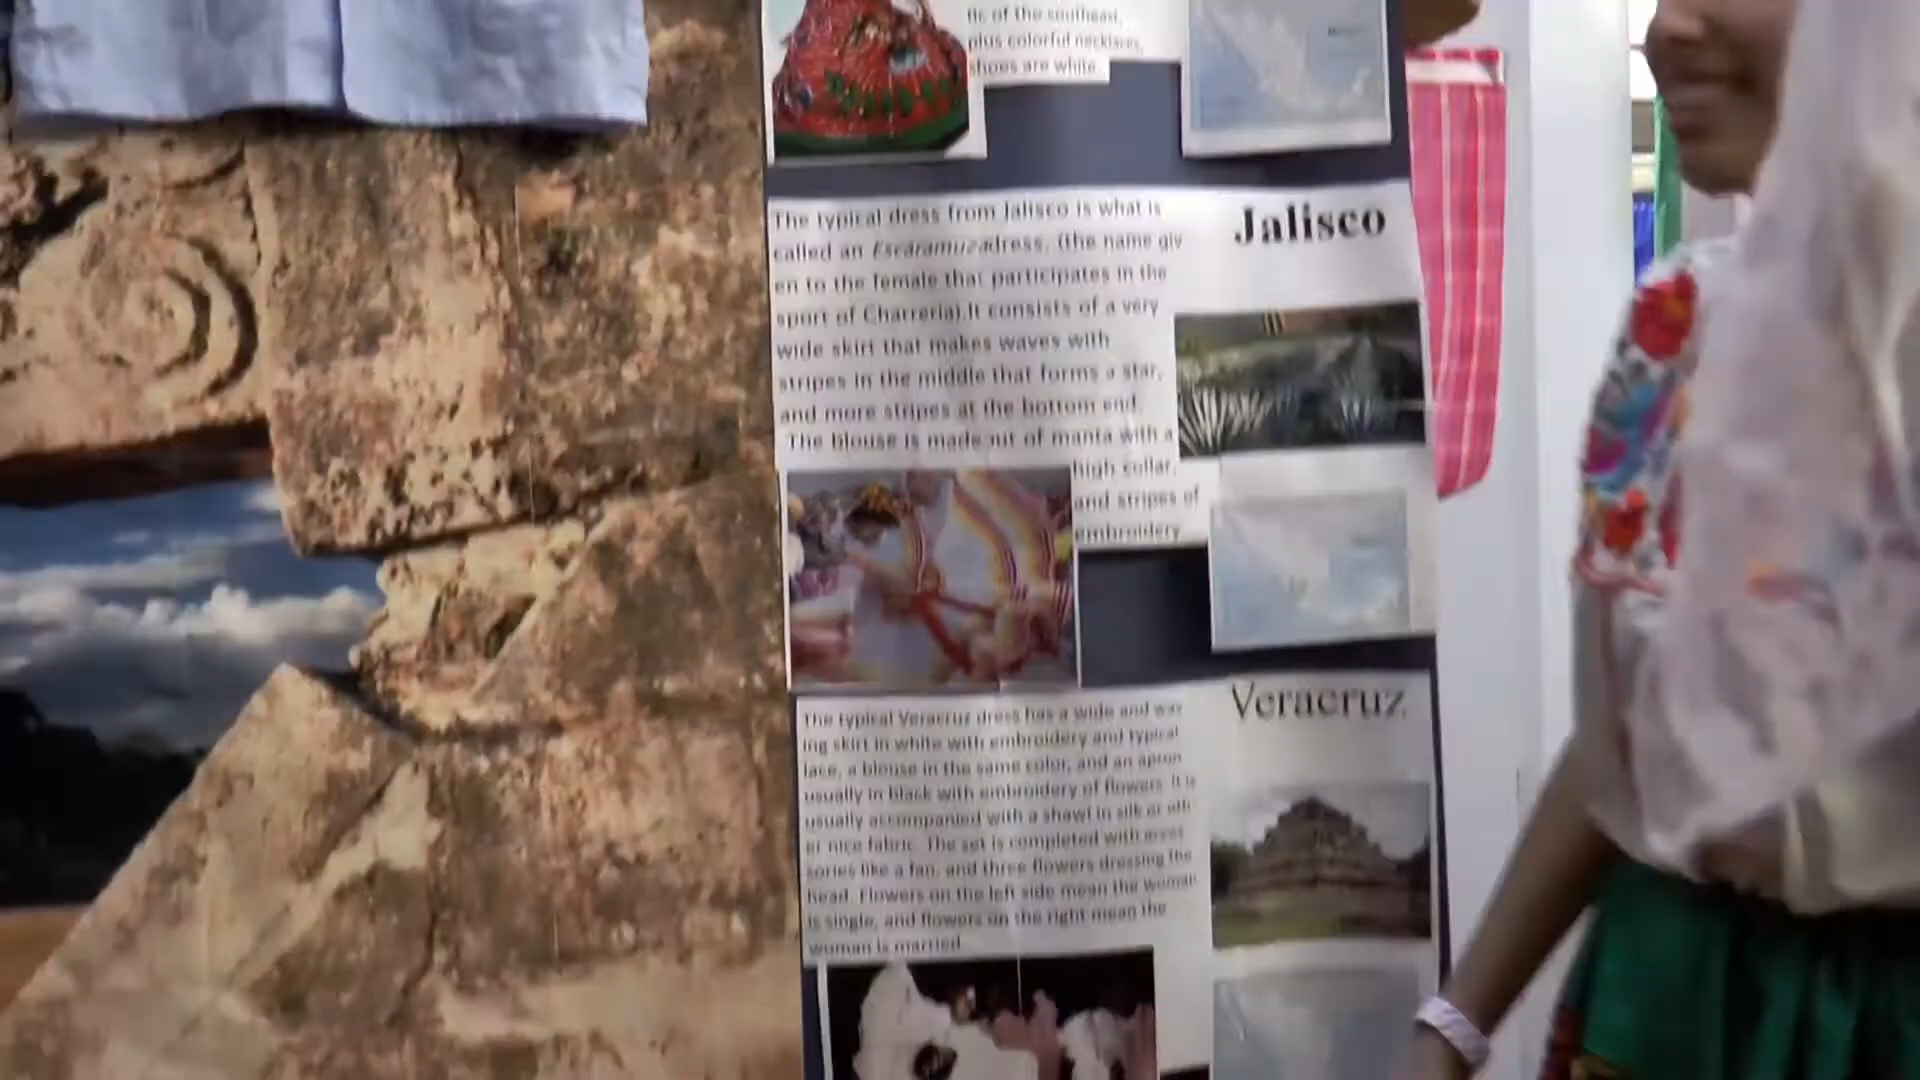 tic of the southeast,
plus colorful necklaces,
shoes are white
Jalisco
The typical dress from Jalisco is what is
called an Escaramuzadress. (the name giv
en to the female that participates in the
sport of Charreria).It consists of a very
wide skirt that makes waves with
stripes in the middle that forms a star,
and more stripes at the bottom end.
The blouse is made out of manta with a
high collar,
and stripes of
embroidery
Veracruz
The typical Veracruz dress has a wide and wav
ing skirt in white with embroidery and typical
lace, a blouse in the same color, and an apron
usually in black with embroidery of flowers. It is
usually accompanied with a shawl in silk or oth
er nice fabric. The set is completed with acces
sories like a fan, and three flowers dressing the
head. Flowers on the left side mean the woman
is single, and flowers on the right mean the
woman is married